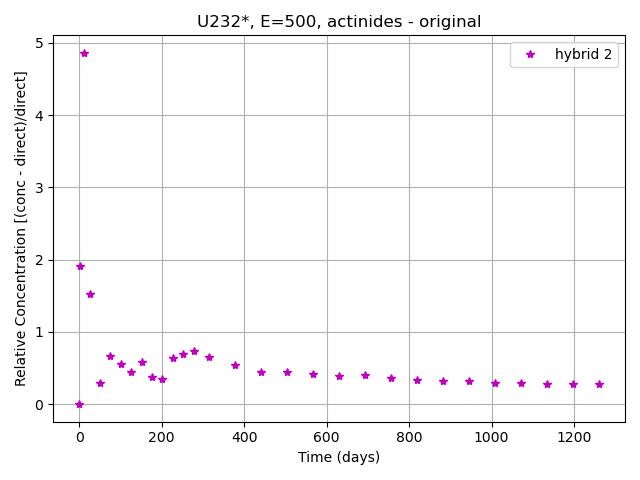 U232*, E=500, actinides - original
hybrid 2
Relative Concentration [(conc - direct)/direct]
5
4
3
2
1
0
0 200 400 600 800 1000 1200
Time (days)